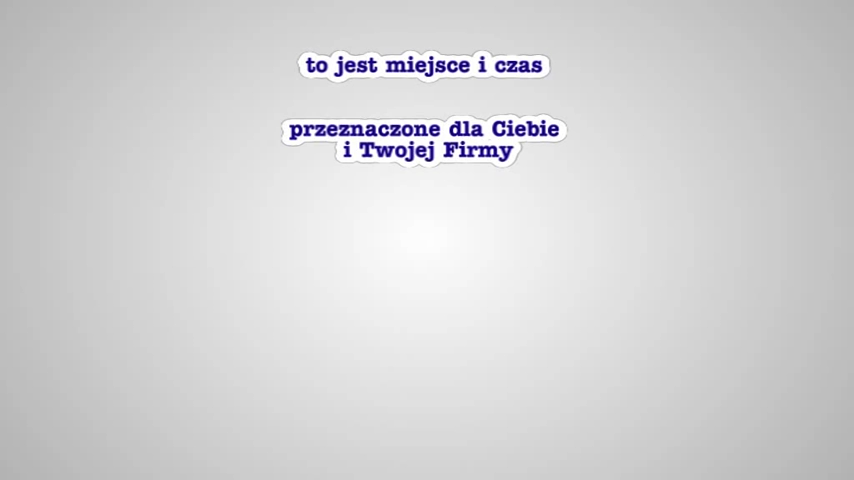 to jest miejsce i czas
przeznaczone dla Ciebie
i Twojej Firmy